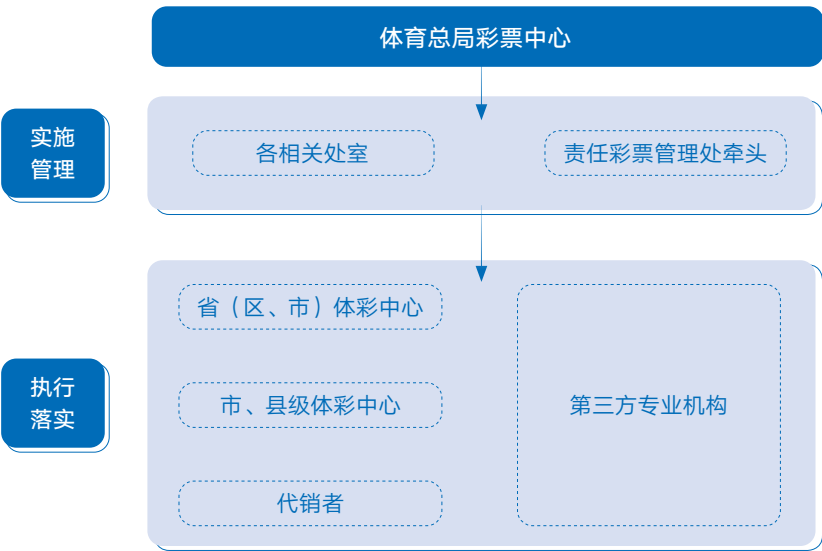 体育总局彩票中心
实施
管理
各相关处室
责任彩票管理处牵头
执行
落实
省（区、市）体彩中心
市、县级体彩中心
代销者
第三方专业机构